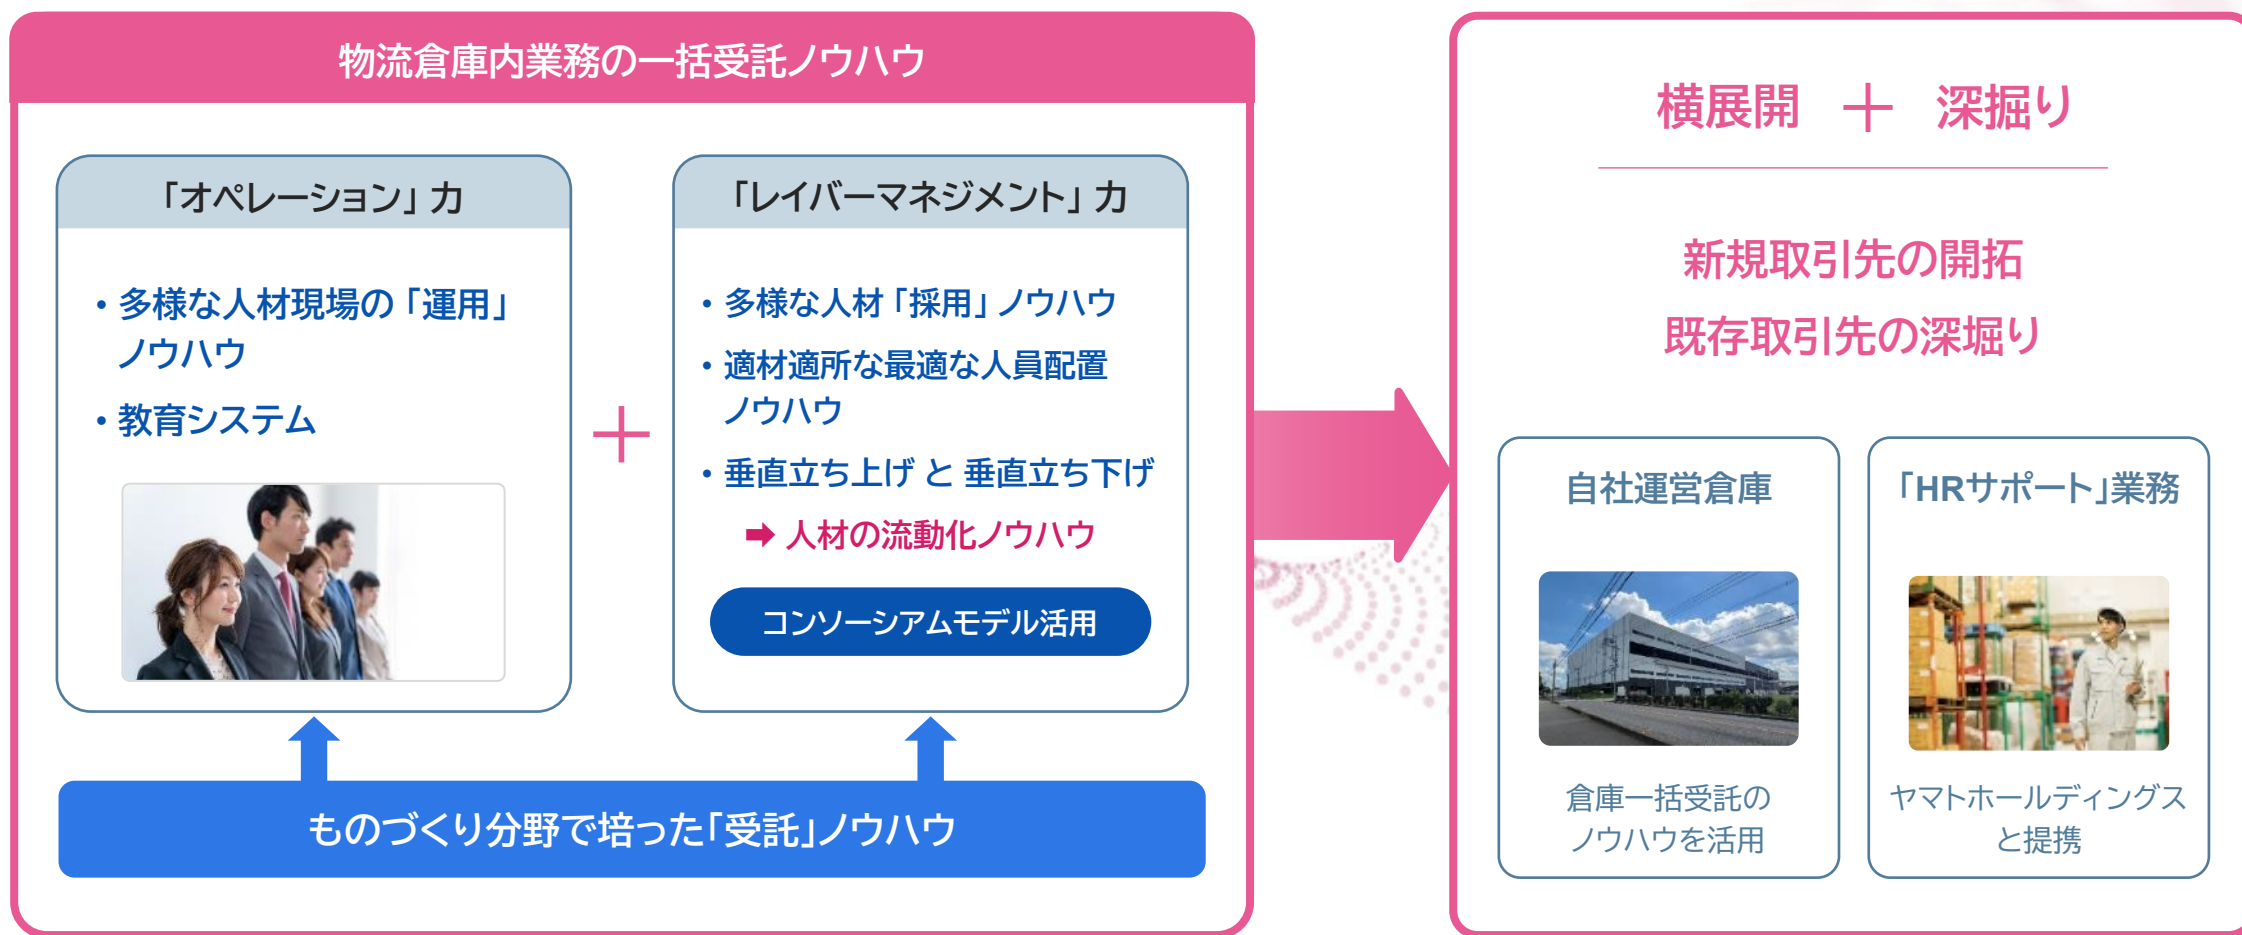 物流倉庫内業務の一括受託ノウハウ
「オペレーション」力
・多様な人材現場の「運用」
ノウハウ
・教育システム
＋
「レイバーマネジメント」力
・多様な人材「採用」ノウハウ
・適材適所な最適な人員配置
ノウハウ
・垂直立ち上げ と 垂直立ち下げ
➡ 人材の流動化ノウハウ
コンソーシアムモデル活用
ものづくり分野で培った「受託」ノウハウ
横展開 ＋ 深掘り
新規取引先の開拓
既存取引先の深堀り
自社運営倉庫
倉庫一括受託の
ノウハウを活用
「HRサポート」業務
ヤマトホールディングス
と提携